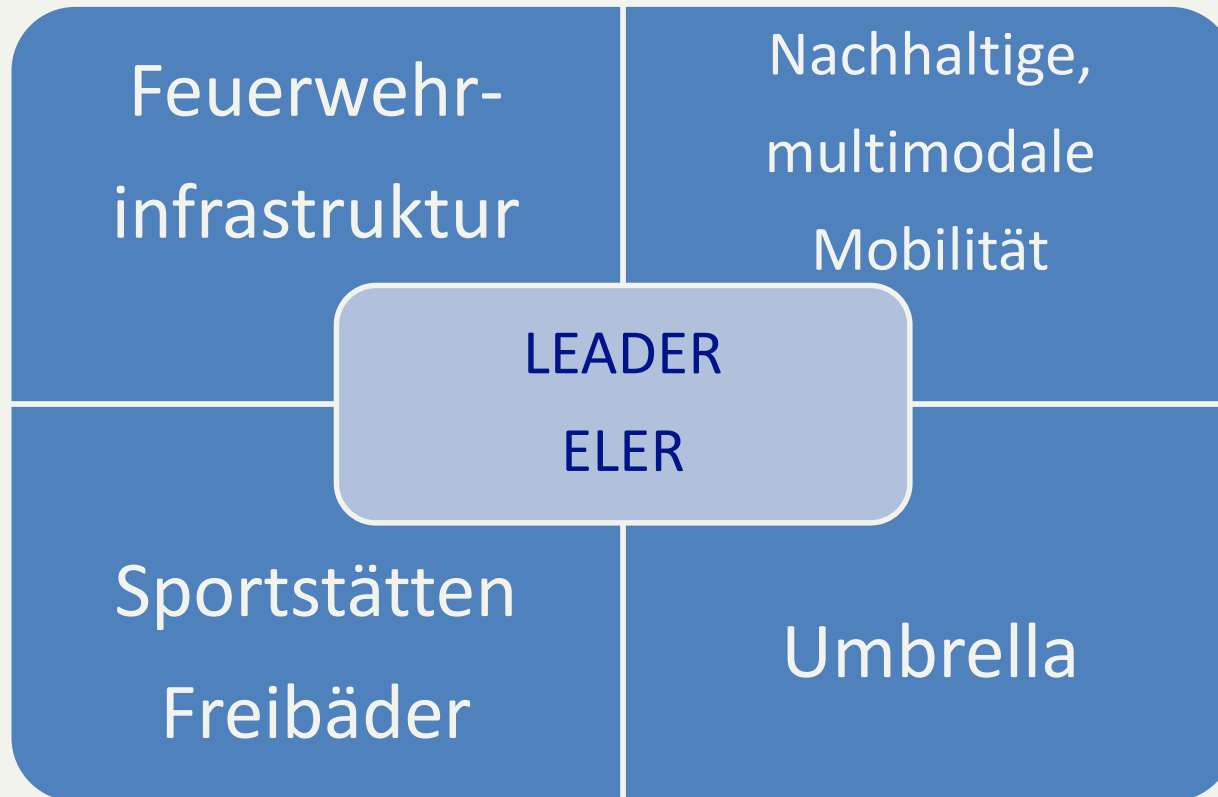 Feuerwehr-
infrastruktur
Nachhaltige,
multimodale
Mobilität
LEADER
ELER
Sportstätten
Freibäder
Umbrella